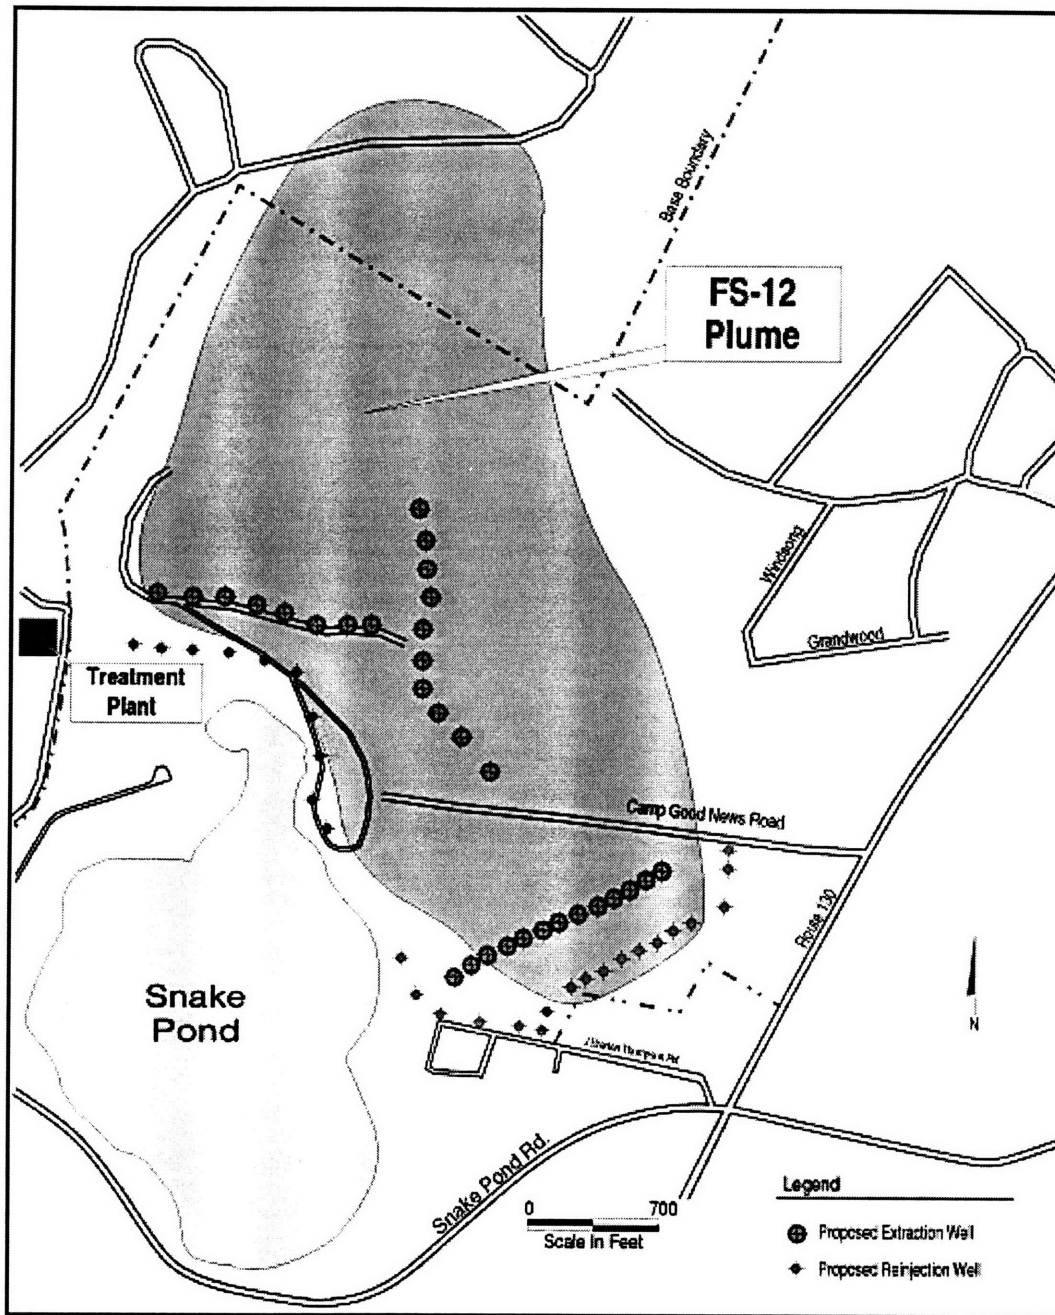 Base Boundary
FS-12
Plume
Windsong
Grandwood
Treatment
Plant
Camp Good News Road
Route 130
Snake
Pond
N
Snake Pond Rd.
0 700
Scale In Feet
Legend
Proposed Extraction Well
Proposed Reinjection Well